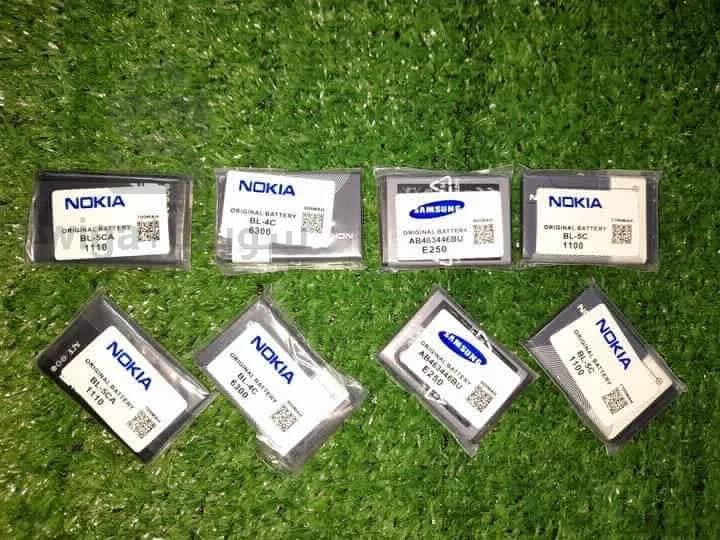 NOKIA
ORIGINAL BATTERY
BL-5CA
1110
700MAH
NOKIA
ORIGINAL BATTERY
BL-4C
6300
SAMSUNG
ORIGINAL BATTERY
AB463446BU
E250
NOKIA
ORIGINAL BATTERY
BL-5C
1100
NOKIA
ORIGINAL BATTERY
BL-5CA
1110
NOKIA
ORIGINAL BATTERY
BL-4C
6300
SAMSUNG
ORIGINAL BATTERY
AB463446BU
E250
NOKIA
ORIGINAL BATTERY
BL-5C
1100